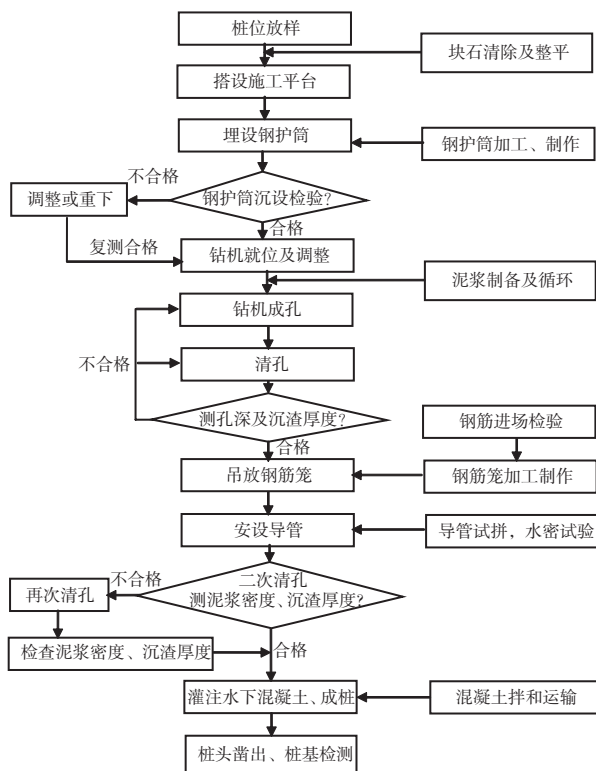 桩位放样
块石清除及整平
搭设施工平台
埋设钢护筒
钢护筒加工、制作
不合格
调整或重下
钢护筒沉设检验?
合格
复测合格
钻机就位及调整
泥浆制备及循环
钻机成孔
不合格
清孔
测孔深及沉渣厚度?
钢筋进场检验
合格
吊放钢筋笼
钢筋笼加工制作
安设导管
导管试拼，水密试验
不合格
再次清孔
二次清孔
测泥浆密度、沉渣厚度?
检查泥浆密度、沉渣厚度
合格
灌注水下混凝土、成桩
混凝土拌和运输
桩头凿出、桩基检测